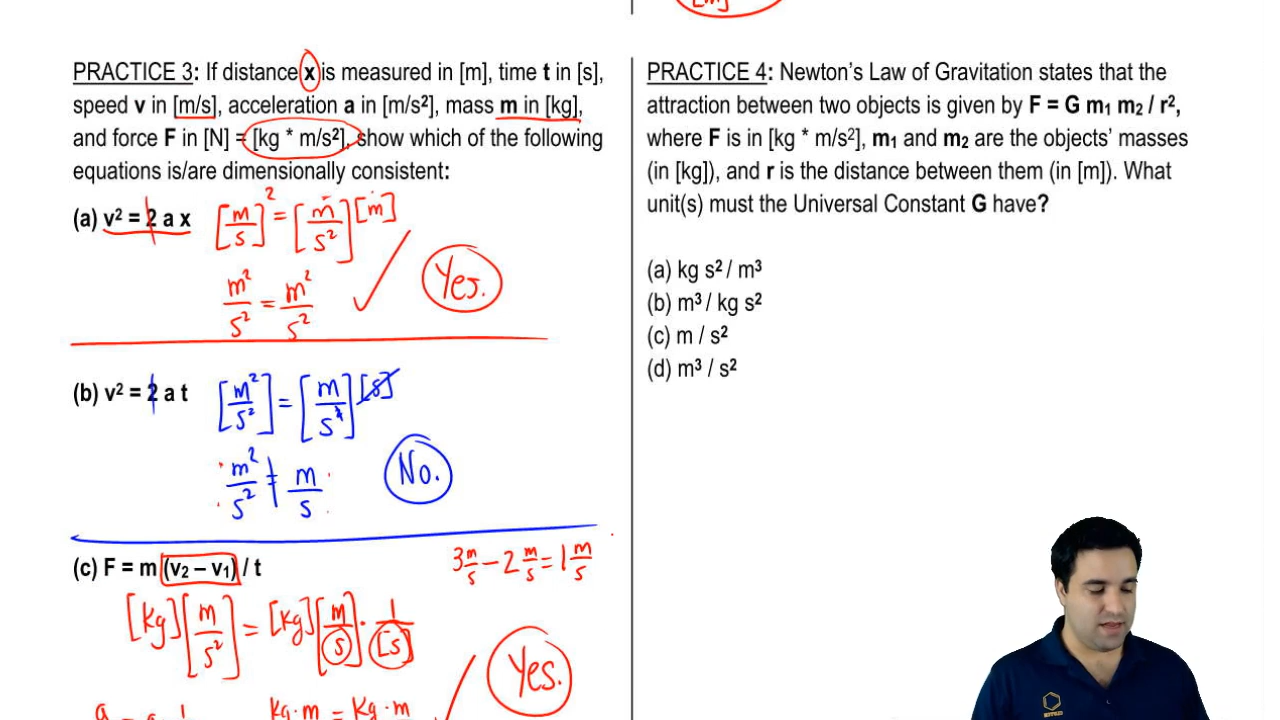 [m]
PRACTICE 3: If distance x is measured in [m], time t in [s],
speed v in [m/s], acceleration a in [m/s²], mass m in [kg],
and force F in [N] = [kg * m/s²], show which of the following
equations is/are dimensionally consistent:
(a) v² = 2 a x [m/s]² = [m/s²][m]
m²/s² = m²/s² ✓ Yes.
(b) v² = 2 a t [m²/s²] = [m/s²][s]
m²/s² ≠ m/s No.
(c) F = m (v₂ – v₁) / t 3 m/s – 2 m/s = 1 m/s
[kg][m/s²] = [kg][m/s] · 1/[s]
Yes.
kg·m = kg·m
PRACTICE 4: Newton’s Law of Gravitation states that the
attraction between two objects is given by F = G m₁ m₂ / r²,
where F is in [kg * m/s²], m₁ and m₂ are the objects’ masses
(in [kg]), and r is the distance between them (in [m]). What
unit(s) must the Universal Constant G have?
(a) kg s² / m³
(b) m³ / kg s²
(c) m / s²
(d) m³ / s²